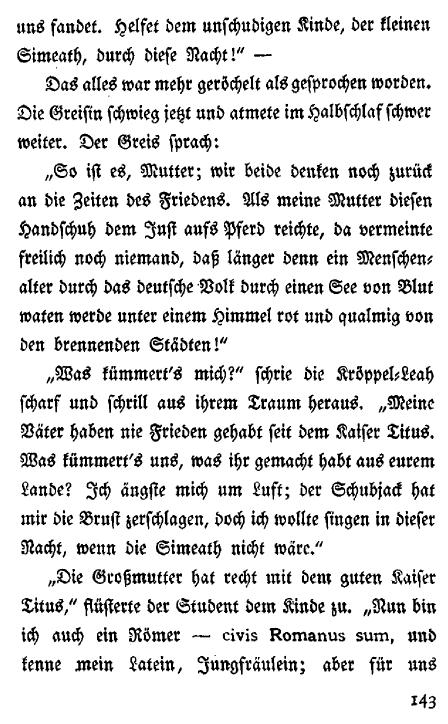 uns fandet. Helfet dem unschudigen Kinde, der kleinen
Simeath, durch diese Nacht!" —
Das alles war mehr geröchelt als gesprochen worden.
Die Greisin schwieg jetzt und atmete im Halbschlaf schwer
weiter. Der Greis sprach:
„So ist es, Mutter; wir beide denken noch zurück
an die Zeiten des Friedens. Als meine Mutter diesen
Handschuh dem Just aufs Pferd reichte, da vermeinte
freilich noch niemand, daß länger denn ein Menschen-
alter durch das deutsche Volk durch einen See von Blut
waten werde unter einem Himmel rot und qualmig von
den brennenden Städten!"
„Was kümmert's mich?" schrie die Kröppel-Leah
scharf und schrill aus ihrem Traum heraus. „Meine
Väter haben nie Frieden gehabt seit dem Kaiser Titus.
Was kümmert's uns, was ihr gemacht habt aus eurem
Lande? Ich ängste mich um Luft; der Schubjack hat
mir die Brust zerschlagen, doch ich wollte singen in dieser
Nacht, wenn die Simeath nicht wäre."
„Die Großmutter hat recht mit dem guten Kaiser
Titus," flüsterte der Student dem Kinde zu. „Nun bin
ich auch ein Römer — civis Romanus sum, und
kenne mein Latein, Jungfräulein; aber für uns
143